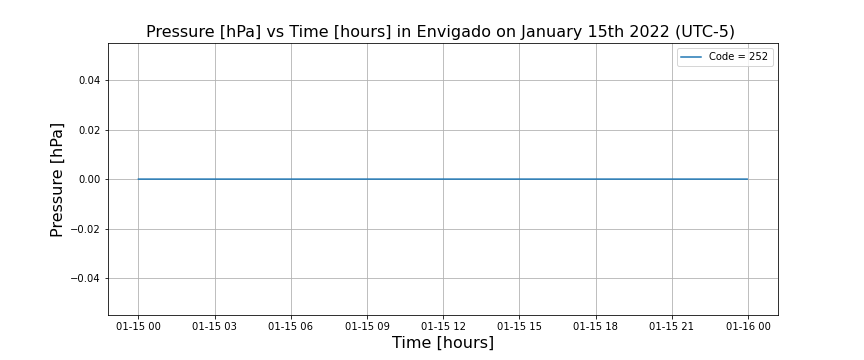 Pressure [hPa] vs Time [hours] in Envigado on January 15th 2022 (UTC-5)
Code = 252
0.04
0.02
0.00
−0.02
−0.04
Pressure [hPa]
01-15 00 01-15 03 01-15 06 01-15 09 01-15 12 01-15 15 01-15 18 01-15 21 01-16 00
Time [hours]